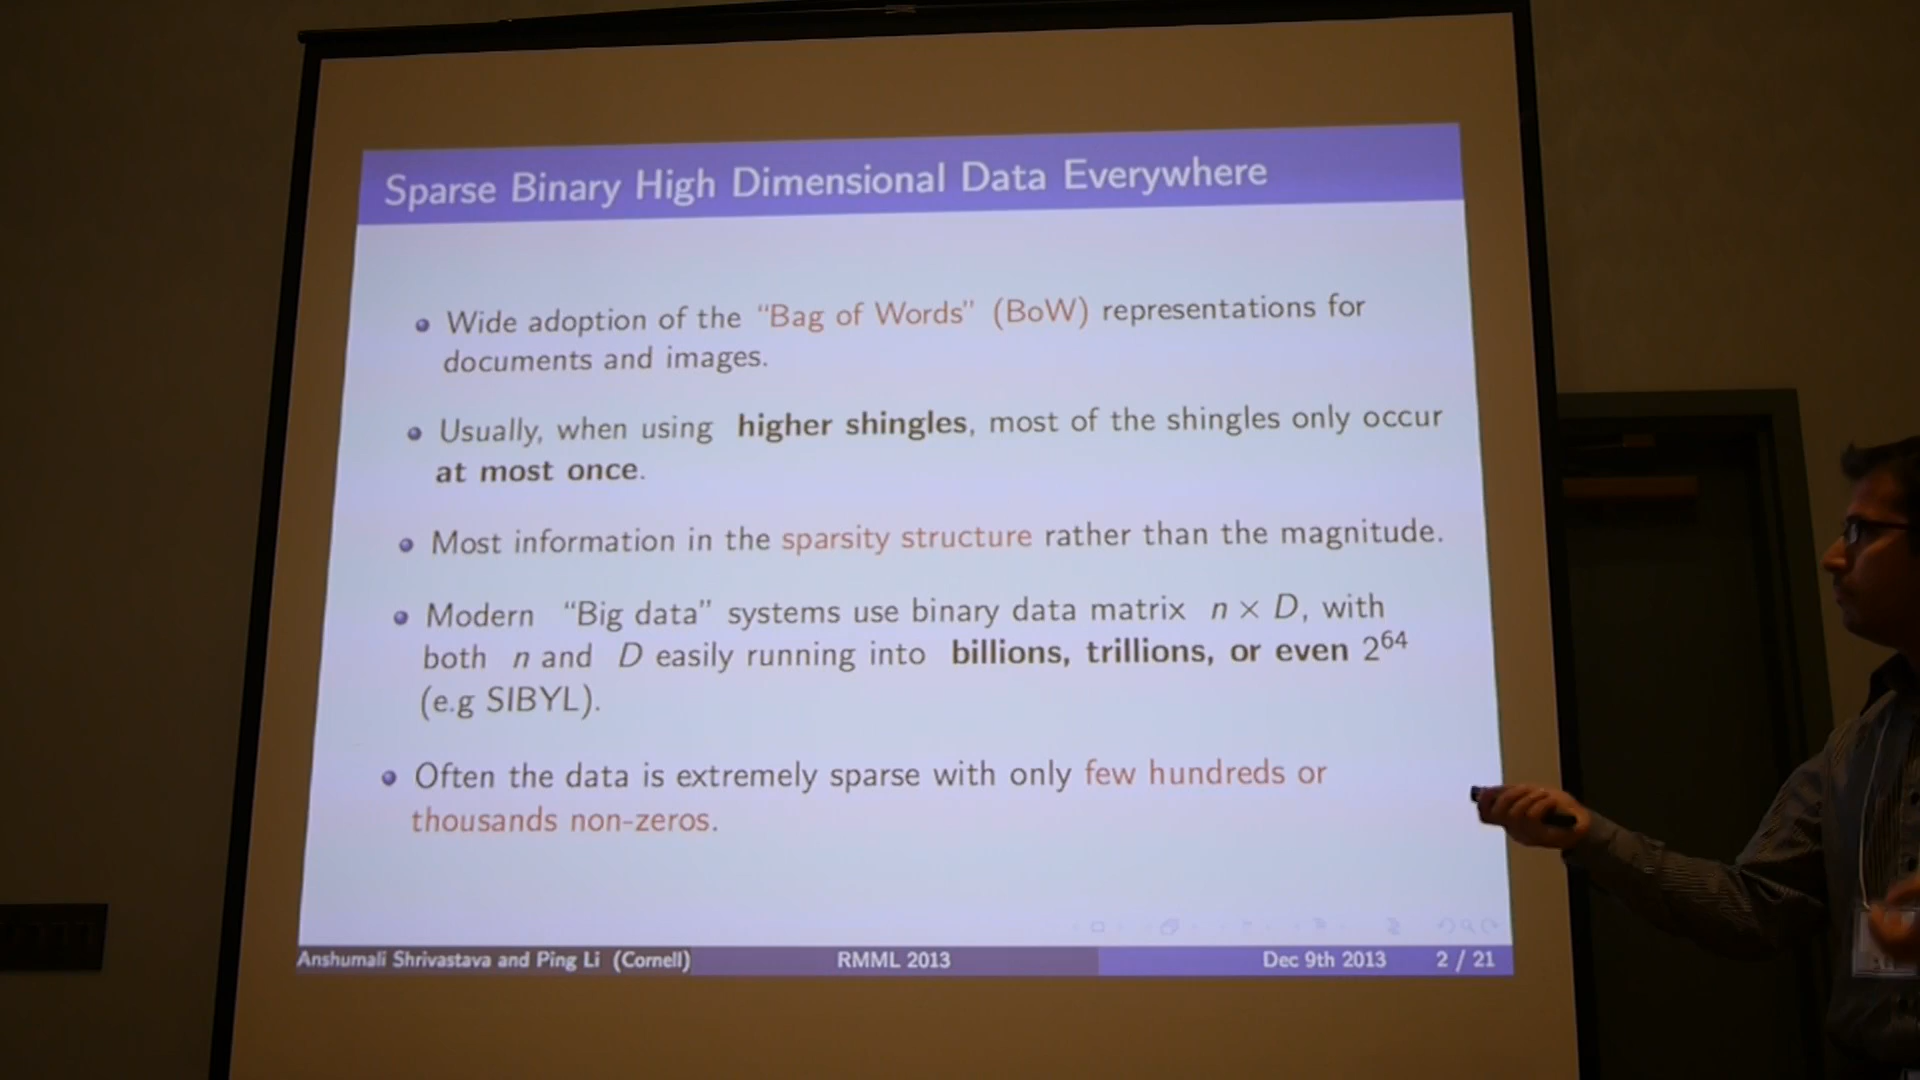 Sparse Binary High Dimensional Data Everywhere
Wide adoption of the “Bag of Words” (BoW) representations for
documents and images.
Usually, when using higher shingles, most of the shingles only occur
at most once.
Most information in the sparsity structure rather than the magnitude.
Modern “Big data” systems use binary data matrix n × D, with
both n and D easily running into billions, trillions, or even 2⁶⁴
(e.g SIBYL).
Often the data is extremely sparse with only few hundreds or
thousands non-zeros.
Anshumali Shrivastava and Ping Li (Cornell) RMML 2013 Dec 9th 2013 2 / 21